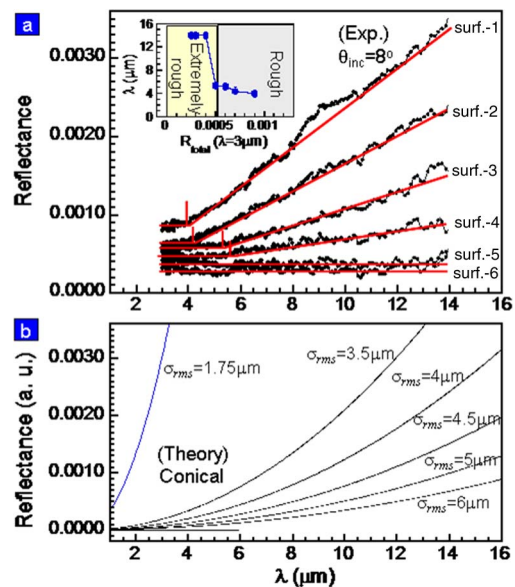 a
(Exp.)
θinc=8°
surf.-1
surf.-2
surf.-3
surf.-4
surf.-5
surf.-6
Reflectance
0.0030
0.0020
0.0010
0.0000
2 4 6 8 10 12 14 16
λ (μm)
16
12
8
4
0
Extremely
rough
Rough
0 0.0005 0.001
Rtotal (λ=3μm)
b
Reflectance (a. u.)
0.0030
0.0020
0.0010
0.0000
(Theory)
Conical
σrms=1.75μm
σrms=3.5μm
σrms=4μm
σrms=4.5μm
σrms=5μm
σrms=6μm
2 4 6 8 10 12 14 16
λ (μm)